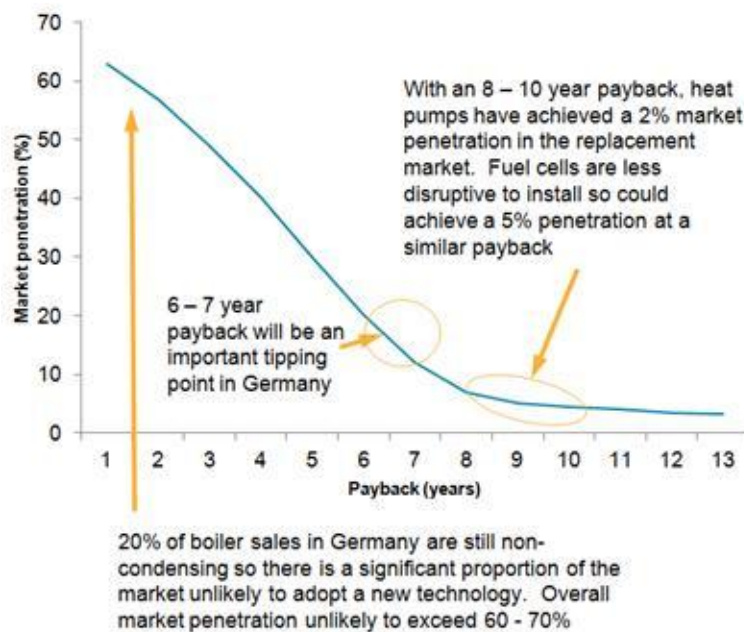 70
60
50
40
30
20
10
0
Market penetration (%)
With an 8 – 10 year payback, heat
pumps have achieved a 2% market
penetration in the replacement
market. Fuel cells are less
disruptive to install so could
achieve a 5% penetration at a
similar payback
6 – 7 year
payback will be an
important tipping
point in Germany
1 2 3 4 5 6 7 8 9 10 11 12 13
Payback (years)
20% of boiler sales in Germany are still non-
condensing so there is a significant proportion of the
market unlikely to adopt a new technology. Overall
market penetration unlikely to exceed 60 - 70%